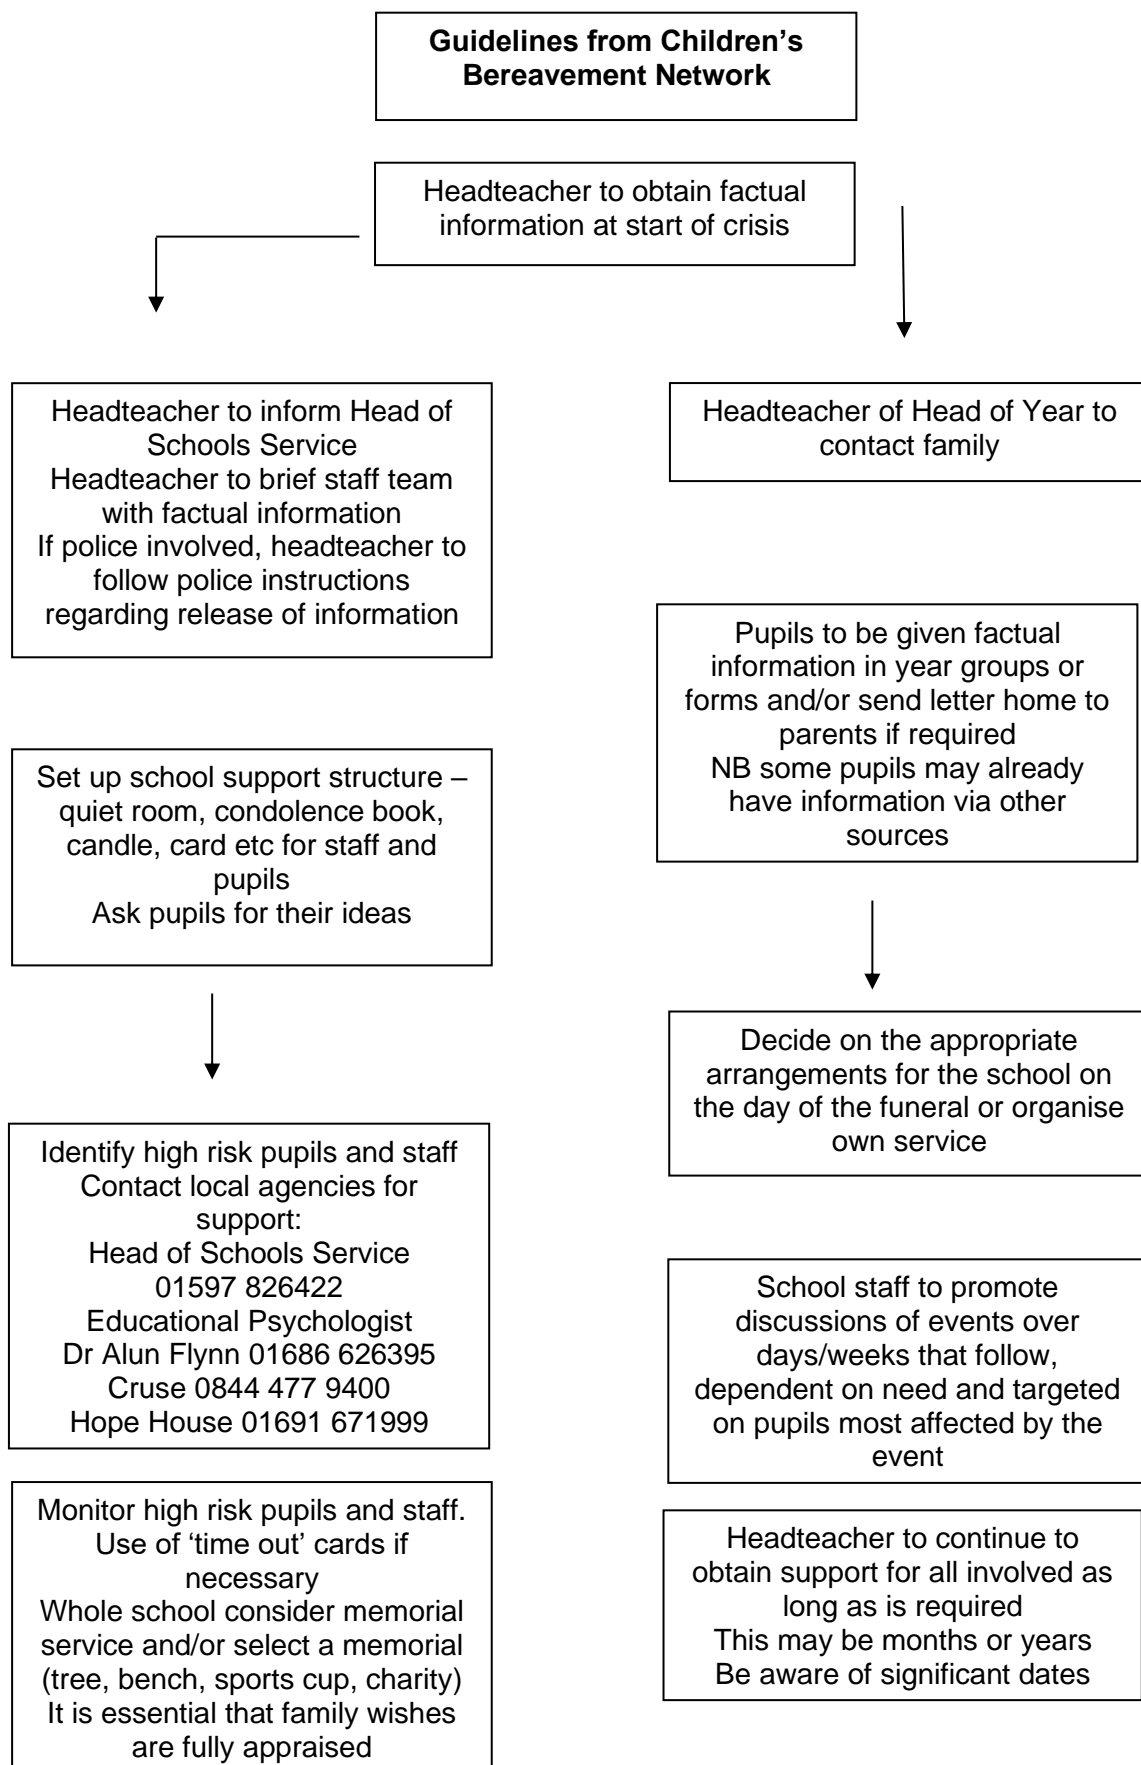 Guidelines from Children’s
Bereavement Network
Headteacher to obtain factual
information at start of crisis
Headteacher to inform Head of
Schools Service
Headteacher to brief staff team
with factual information
If police involved, headteacher to
follow police instructions
regarding release of information
Set up school support structure –
quiet room, condolence book,
candle, card etc for staff and
pupils
Ask pupils for their ideas
Identify high risk pupils and staff
Contact local agencies for
support:
Head of Schools Service
01597 826422
Educational Psychologist
Dr Alun Flynn 01686 626395
Cruse 0844 477 9400
Hope House 01691 671999
Monitor high risk pupils and staff.
Use of ‘time out’ cards if
necessary
Whole school consider memorial
service and/or select a memorial
(tree, bench, sports cup, charity)
It is essential that family wishes
are fully appraised
Headteacher of Head of Year to
contact family
Pupils to be given factual
information in year groups or
forms and/or send letter home to
parents if required
NB some pupils may already
have information via other
sources
Decide on the appropriate
arrangements for the school on
the day of the funeral or organise
own service
School staff to promote
discussions of events over
days/weeks that follow,
dependent on need and targeted
on pupils most affected by the
event
Headteacher to continue to
obtain support for all involved as
long as is required
This may be months or years
Be aware of significant dates